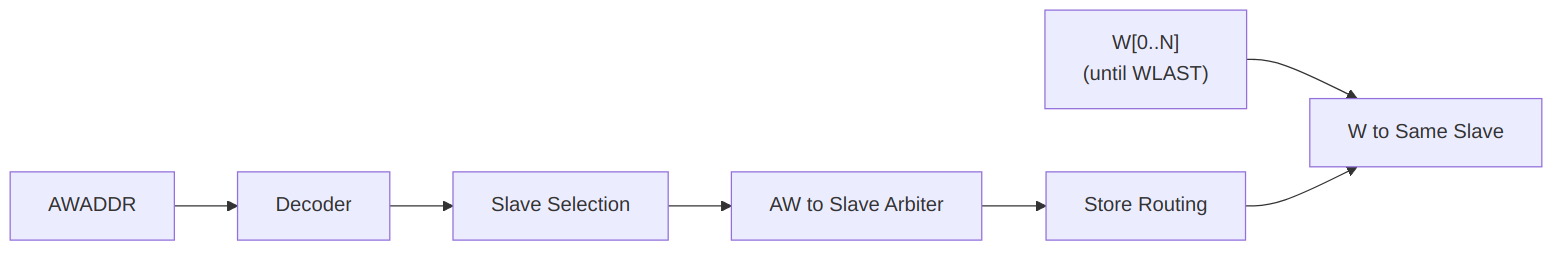 W[0..N]
(until WLAST)
W to Same Slave
AWADDR
Decoder
Slave Selection
AW to Slave Arbiter
Store Routing